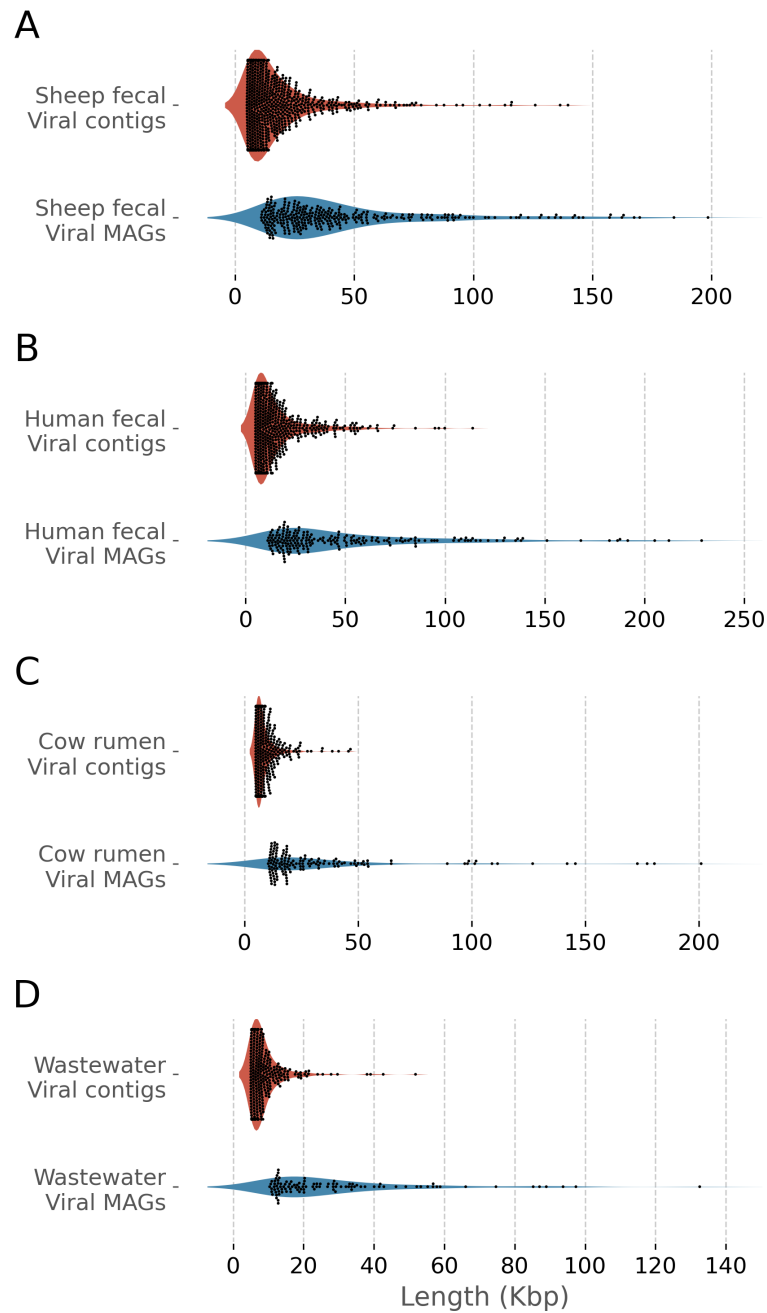 A
Sheep fecal
Viral contigs
Sheep fecal
Viral MAGs
0 50 100 150 200
B
Human fecal
Viral contigs
Human fecal
Viral MAGs
0 50 100 150 200 250
C
Cow rumen
Viral contigs
Cow rumen
Viral MAGs
0 50 100 150 200
D
Wastewater
Viral contigs
Wastewater
Viral MAGs
0 20 40 60 80 100 120 140
Length (Kbp)